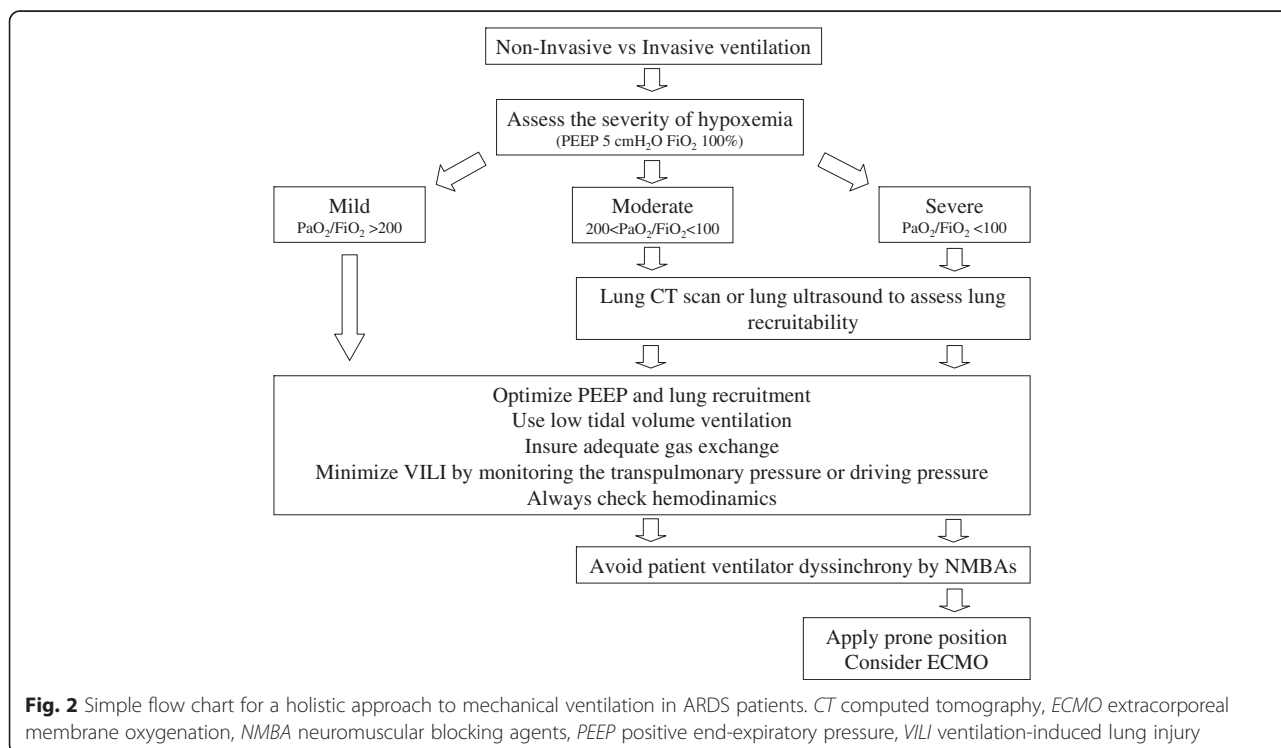 Non-Invasive vs Invasive ventilation
Assess the severity of hypoxemia
(PEEP 5 cmH₂O FiO₂ 100%)
Mild
PaO₂/FiO₂ >200
Moderate
200<PaO₂/FiO₂<100
Severe
PaO₂/FiO₂ <100
Lung CT scan or lung ultrasound to assess lung
recruitability
Optimize PEEP and lung recruitment
Use low tidal volume ventilation
Insure adequate gas exchange
Minimize VILI by monitoring the transpulmonary pressure or driving pressure
Always check hemodinamics
Avoid patient ventilator dyssinchrony by NMBAs
Apply prone position
Consider ECMO
Fig. 2 Simple flow chart for a holistic approach to mechanical ventilation in ARDS patients. CT computed tomography, ECMO extracorporeal
membrane oxygenation, NMBA neuromuscular blocking agents, PEEP positive end-expiratory pressure, VILI ventilation-induced lung injury